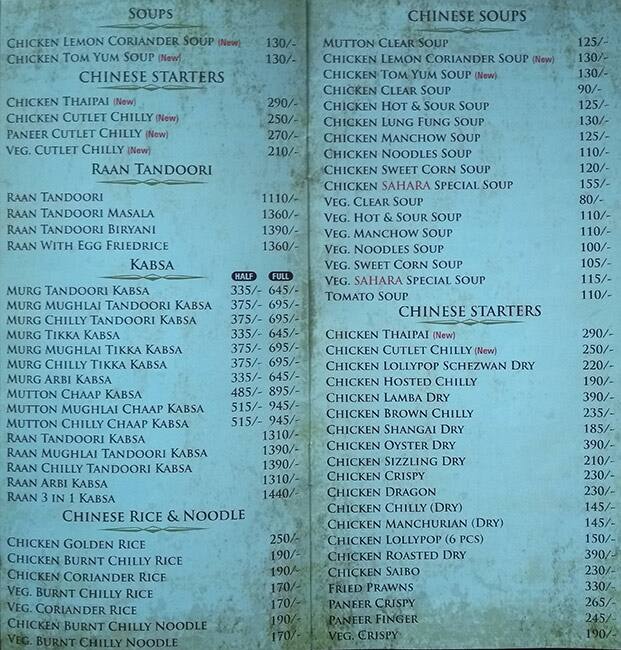 Soups
Chicken Lemon Coriander Soup (New) 130/-
Chicken Tom Yum Soup (New) 130/-
Chinese Starters
Chicken Thaipai (New) 290/-
Chicken Cutlet Chilly (New) 250/-
Paneer Cutlet Chilly (New) 270/-
Veg. Cutlet Chilly (New) 210/-
Raan Tandoori
Raan Tandoori 1110/-
Raan Tandoori Masala 1360/-
Raan Tandoori Biryani 1390/-
Raan With Egg Friedrice 1360/-
Kabsa
HALF FULL
Murg Tandoori Kabsa 335/- 645/-
Murg Mughlai Tandoori Kabsa 375/- 695/-
Murg Chilly Tandoori Kabsa 375/- 695/-
Murg Tikka Kabsa 335/- 645/-
Murg Mughlai Tikka Kabsa 375/- 695/-
Murg Chilly Tikka Kabsa 375/- 695/-
Murg Arbi Kabsa 335/- 645/-
Mutton Chaap Kabsa 485/- 895/-
Mutton Mughlai Chaap Kabsa 515/- 945/-
Mutton Chilly Chaap Kabsa 515/- 945/-
Raan Tandoori Kabsa 1310/-
Raan Mughlai Tandoori Kabsa 1390/-
Raan Chilly Tandoori Kabsa 1390/-
Raan Arbi Kabsa 1310/-
Raan 3 in 1 Kabsa 1440/-
Chinese Rice & Noodle
Chicken Golden Rice 250/-
Chicken Burnt Chilly Rice 190/-
Chicken Coriander Rice 190/-
Veg. Burnt Chilly Rice 170/-
Veg. Coriander Rice 170/-
Chicken Burnt Chilly Noodle 190/-
Veg. Burnt Chilly Noodle 170/-
Chinese Soups
Mutton Clear Soup 125/-
Chicken Lemon Coriander Soup (New) 130/-
Chicken Tom Yum Soup (New) 130/-
Chicken Clear Soup 90/-
Chicken Hot & Sour Soup 125/-
Chicken Lung Fung Soup 130/-
Chicken Manchow Soup 125/-
Chicken Noodles Soup 110/-
Chicken Sweet Corn Soup 120/-
Chicken SAHARA Special Soup 155/-
Veg. Clear Soup 80/-
Veg. Hot & Sour Soup 110/-
Veg. Manchow Soup 110/-
Veg. Noodles Soup 100/-
Veg. Sweet Corn Soup 105/-
Veg. SAHARA Special Soup 115/-
Tomato Soup 110/-
Chinese Starters
Chicken Thaipai (New) 290/-
Chicken Cutlet Chilly (New) 250/-
Chicken Lollypop Schezwan Dry 220/-
Chicken Hosted Chilly 190/-
Chicken Lamba Dry 390/-
Chicken Brown Chilly 235/-
Chicken Shangai Dry 185/-
Chicken Oyster Dry 390/-
Chicken Sizzling Dry 210/-
Chicken Crispy 230/-
Chicken Dragon 230/-
Chicken Chilly (Dry) 145/-
Chicken Manchurian (Dry) 145/-
Chicken Lollypop (6 pcs) 150/-
Chicken Roasted Dry 390/-
Chicken Saibo 230/-
Fried Prawns 330/-
Paneer Crispy 265/-
Paneer Finger 245/-
Veg. Crispy 190/-